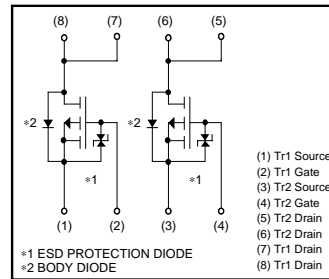 (8) (7) (6) (5)
∗2 ∗2
∗1 ∗1
(1) (2) (3) (4)
(1) Tr1 Source
(2) Tr1 Gate
(3) Tr2 Source
(4) Tr2 Gate
(5) Tr2 Drain
(6) Tr2 Drain
(7) Tr1 Drain
(8) Tr1 Drain
∗1 ESD PROTECTION DIODE
∗2 BODY DIODE